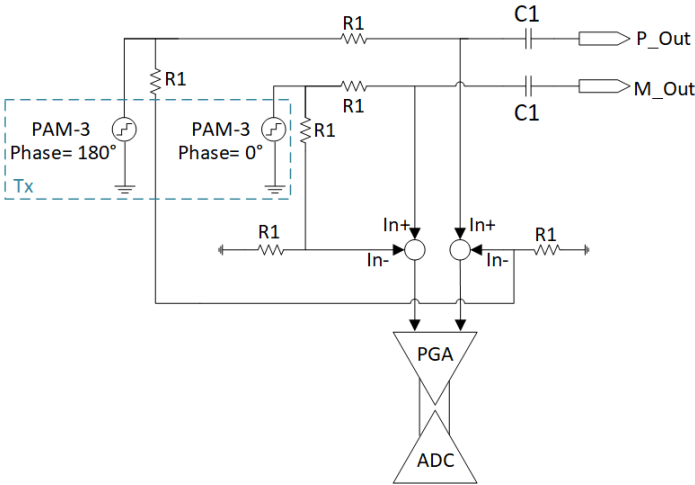 C1
R1
P_Out
R1
M_Out
R1
C1
PAM-3
Phase= 180°
PAM-3
Phase= 0°
R1
Tx
In+
In+
R1
R1
In-
In-
PGA
ADC